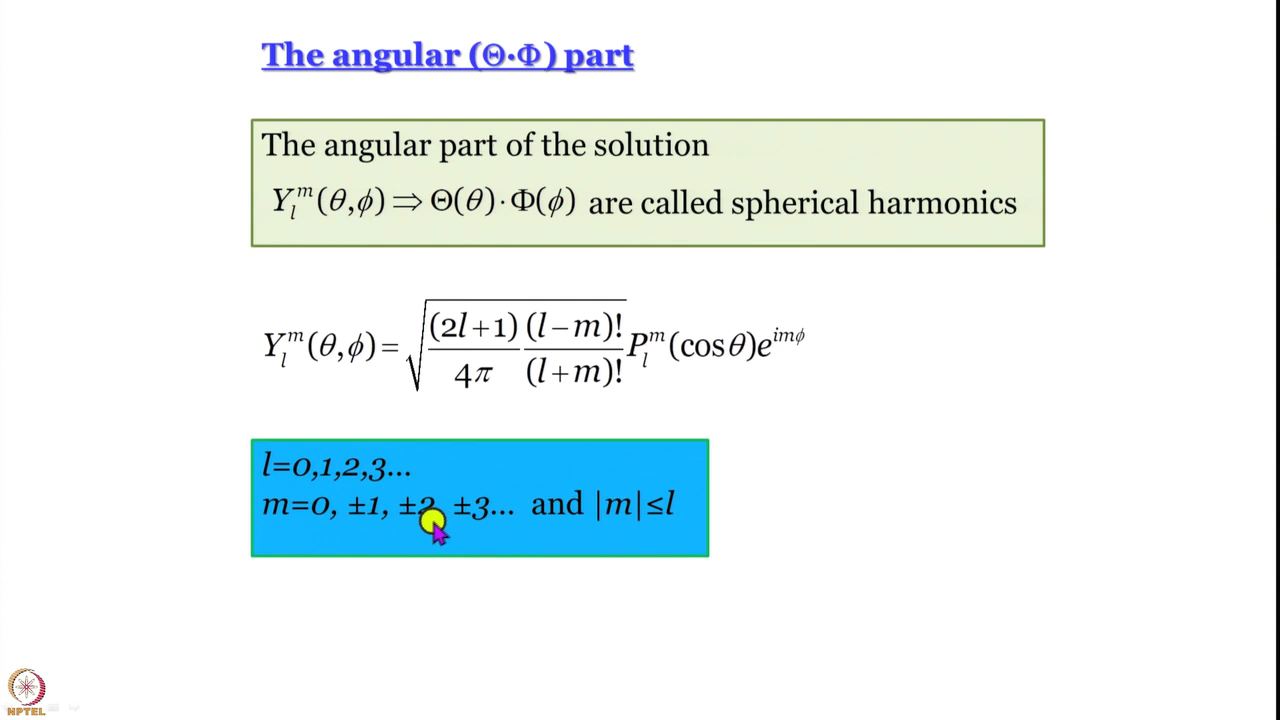 The angular (Θ·Φ) part
The angular part of the solution
Y_l^m(θ,ϕ) ⇒ Θ(θ)·Φ(ϕ) are called spherical harmonics
Y_l^m(θ,ϕ) = √((2l+1)/4π (l−m)!/(l+m)!) P_l^m(cosθ)e^{imϕ}
l=0,1,2,3...
m=0, ±1, ±2, ±3... and |m|≤l
NPTEL